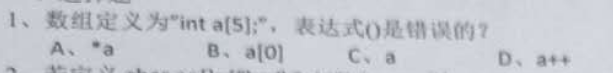 1、数组定义为"int a[5];"，表达式()是错误的?
A、*a B、a[0] C、a D、a++